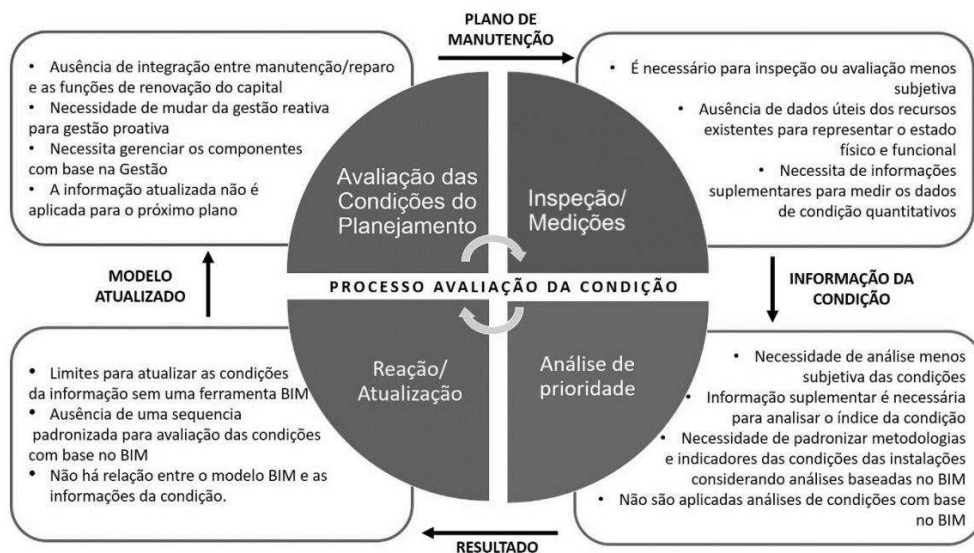 PLANO DE
MANUTENÇÃO
• Ausência de integração entre manutenção/reparo
e as funções de renovação do capital
• Necessidade de mudar da gestão reativa
para gestão proativa
• Necessita gerenciar os componentes
com base na Gestão
• A informação atualizada não é
aplicada para o próximo plano
Avaliação das
Condições do
Planejamento
Inspeção/
Medições
• É necessário para inspeção ou avaliação menos
subjetiva
• Ausência de dados úteis dos recursos
existentes para representar o estado
físico e funcional
• Necessita de informações
suplementares para medir os dados
de condição quantitativos
MODELO
ATUALIZADO
PROCESSO AVALIAÇÃO DA CONDIÇÃO
INFORMAÇÃO DA
CONDIÇÃO
• Limites para atualizar as condições
da informação sem uma ferramenta BIM
• Ausência de uma sequencia
padronizada para avaliação das condições
com base no BIM
• Não há relação entre o modelo BIM e as
informações da condição.
Reação/
Atualização
Análise de
prioridade
• Necessidade de análise menos
subjetiva das condições
• Informação suplementar é necessária
para analisar o índice da condição
• Necessidade de padronizar metodologias
e indicadores das condições das instalações
considerando análises baseadas no BIM
• Não são aplicadas análises de condições com base
no BIM
RESULTADO